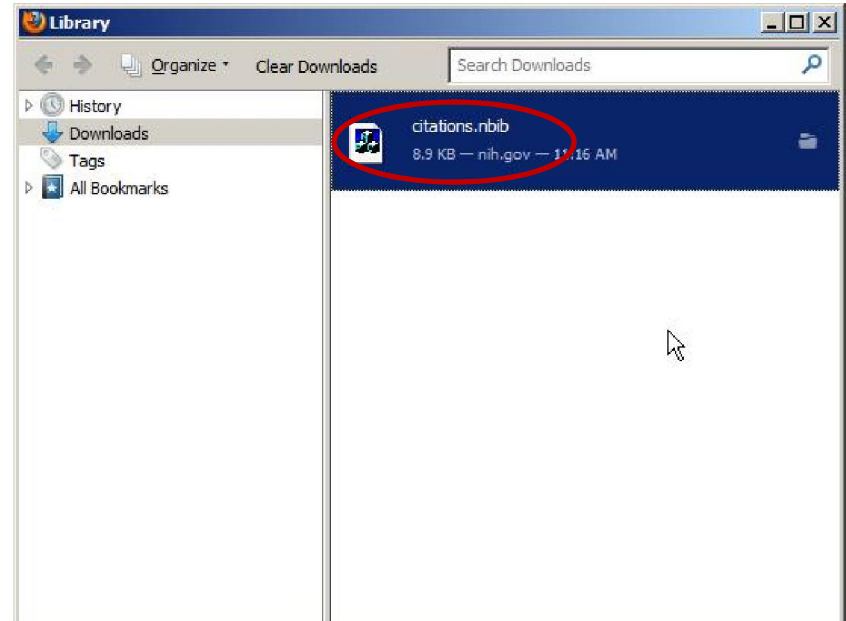 Library
Organize Clear Downloads Search Downloads
History
Downloads
Tags
All Bookmarks
citations.nbib
8.9 KB — nih.gov — 11:16 AM